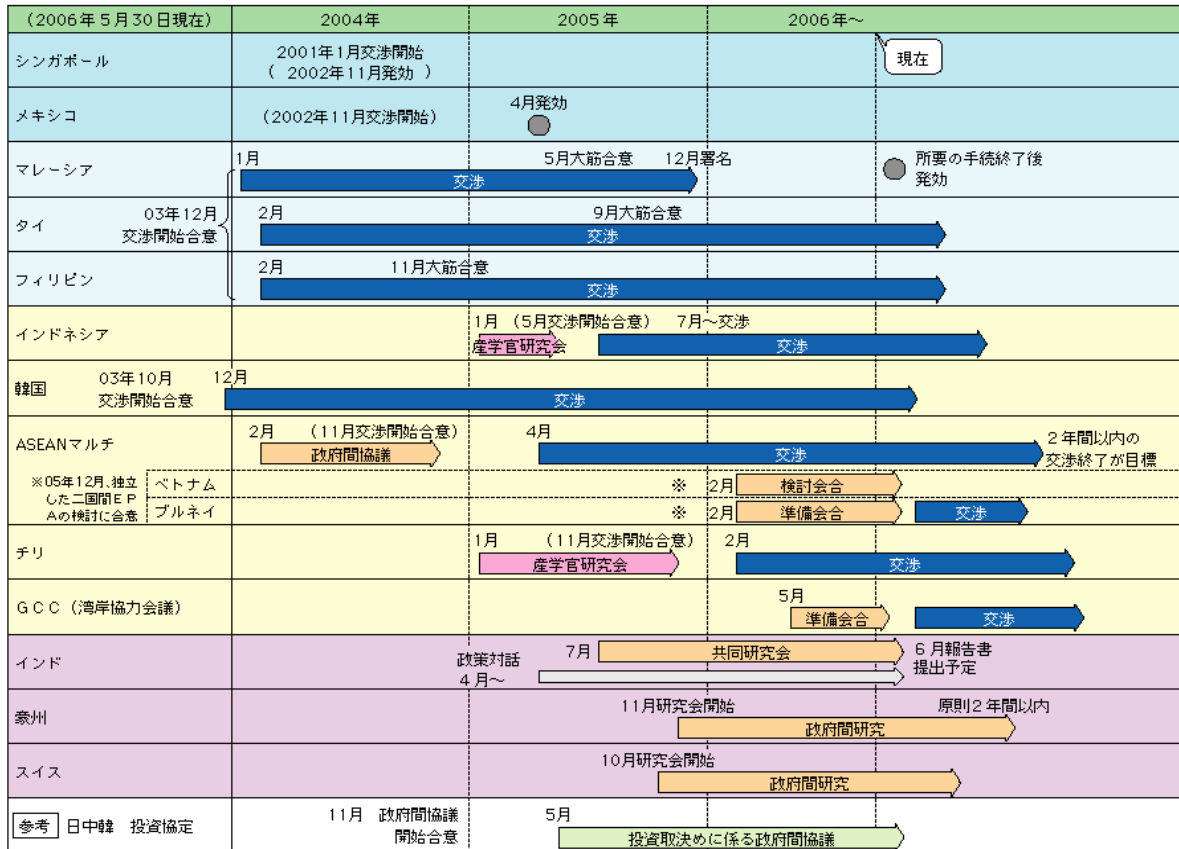 (2006年5月30日現在)
2004年
2005年
2006年～
シンガポール
2001年1月交渉開始
( 2002年11月発効 )
現在
メキシコ
(2002年11月交渉開始)
4月発効
マレーシア
1月
5月大筋合意
12月署名
交渉
所要の手続終了後
発効
03年12月
交渉開始合意
タイ
2月
9月大筋合意
交渉
フィリピン
2月
11月大筋合意
交渉
インドネシア
1月
(5月交渉開始合意)
7月～交渉
産学官研究会
交渉
韓国
03年10月
交渉開始合意
12月
交渉
ASEANマルチ
2月
(11月交渉開始合意)
4月
政府間協議
交渉
2年間以内の
交渉終了が目標
※05年12月、独立
した二国間EP
Aの検討に合意
ベトナム
※
2月
検討会合
ブルネイ
※
2月
準備会合
交渉
チリ
1月
(11月交渉開始合意)
2月
産学官研究会
交渉
GCC(湾岸協力会議)
5月
準備会合
交渉
インド
政策対話
4月～
7月
共同研究会
6月報告書
提出予定
豪州
11月研究会開始
原則2年間以内
政府間研究
スイス
10月研究会開始
政府間研究
参考 日中韓 投資協定
11月 政府間協議
開始合意
5月
投資取決めに係る政府間協議